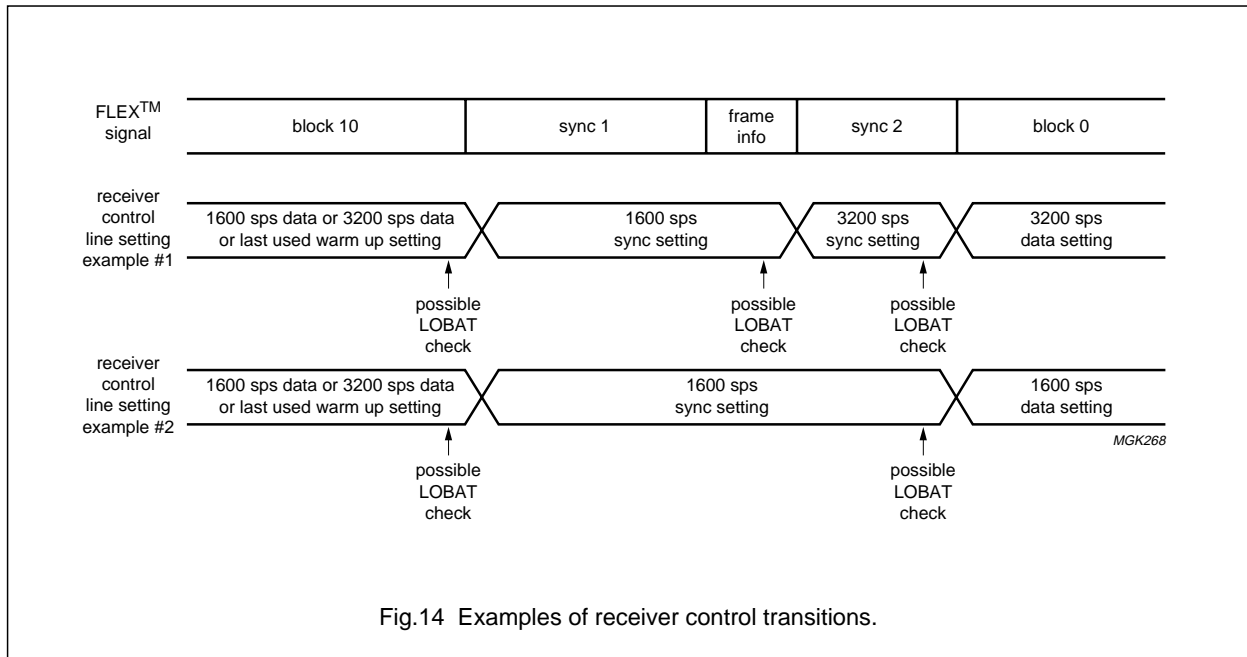 FLEX™
signal
block 10
sync 1
frame
info
sync 2
block 0
receiver
control
line setting
example #1
1600 sps data or 3200 sps data
or last used warm up setting
1600 sps
sync setting
3200 sps
sync setting
3200 sps
data setting
possible
LOBAT
check
possible
LOBAT
check
possible
LOBAT
check
receiver
control
line setting
example #2
1600 sps data or 3200 sps data
or last used warm up setting
1600 sps
sync setting
1600 sps
data setting
MGK268
possible
LOBAT
check
possible
LOBAT
check
Fig.14 Examples of receiver control transitions.